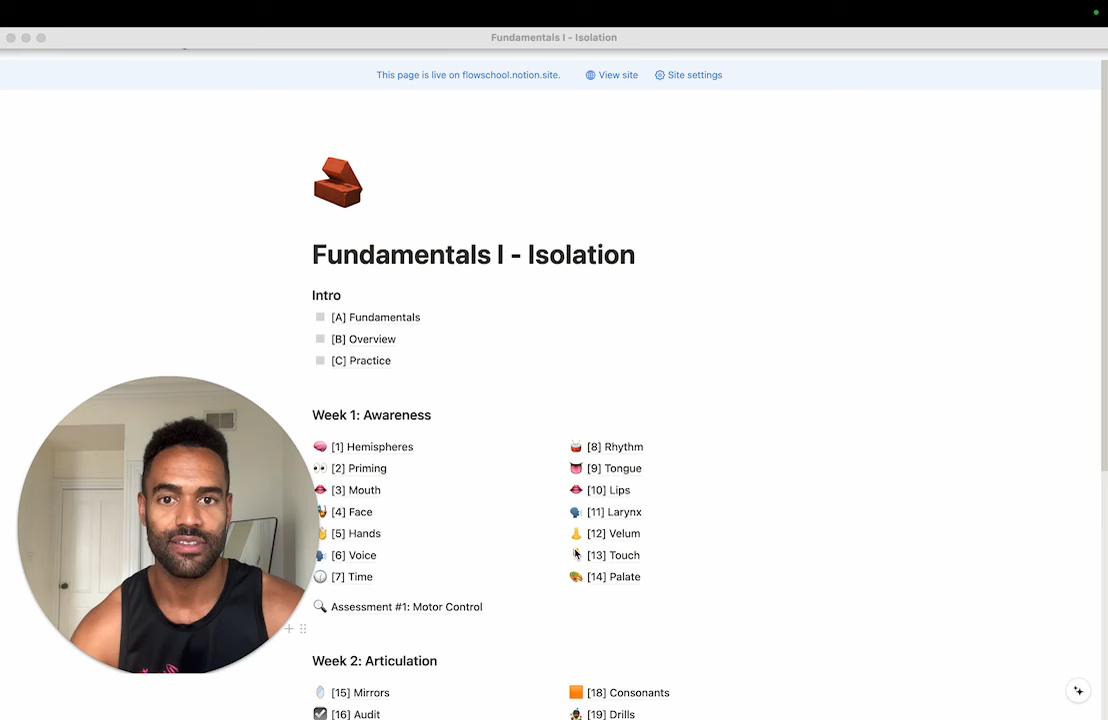 Fundamentals I - Isolation
This page is live on flowschool.notion.site.
View site
Site settings
Fundamentals I - Isolation
Intro
[A] Fundamentals
[B] Overview
[C] Practice
Week 1: Awareness
[1] Hemispheres
[2] Priming
[3] Mouth
[4] Face
[5] Hands
[6] Voice
[7] Time
[8] Rhythm
[9] Tongue
[10] Lips
[11] Larynx
[12] Velum
[13] Touch
[14] Palate
Assessment #1: Motor Control
Week 2: Articulation
[15] Mirrors
[16] Audit
[18] Consonants
[19] Drills